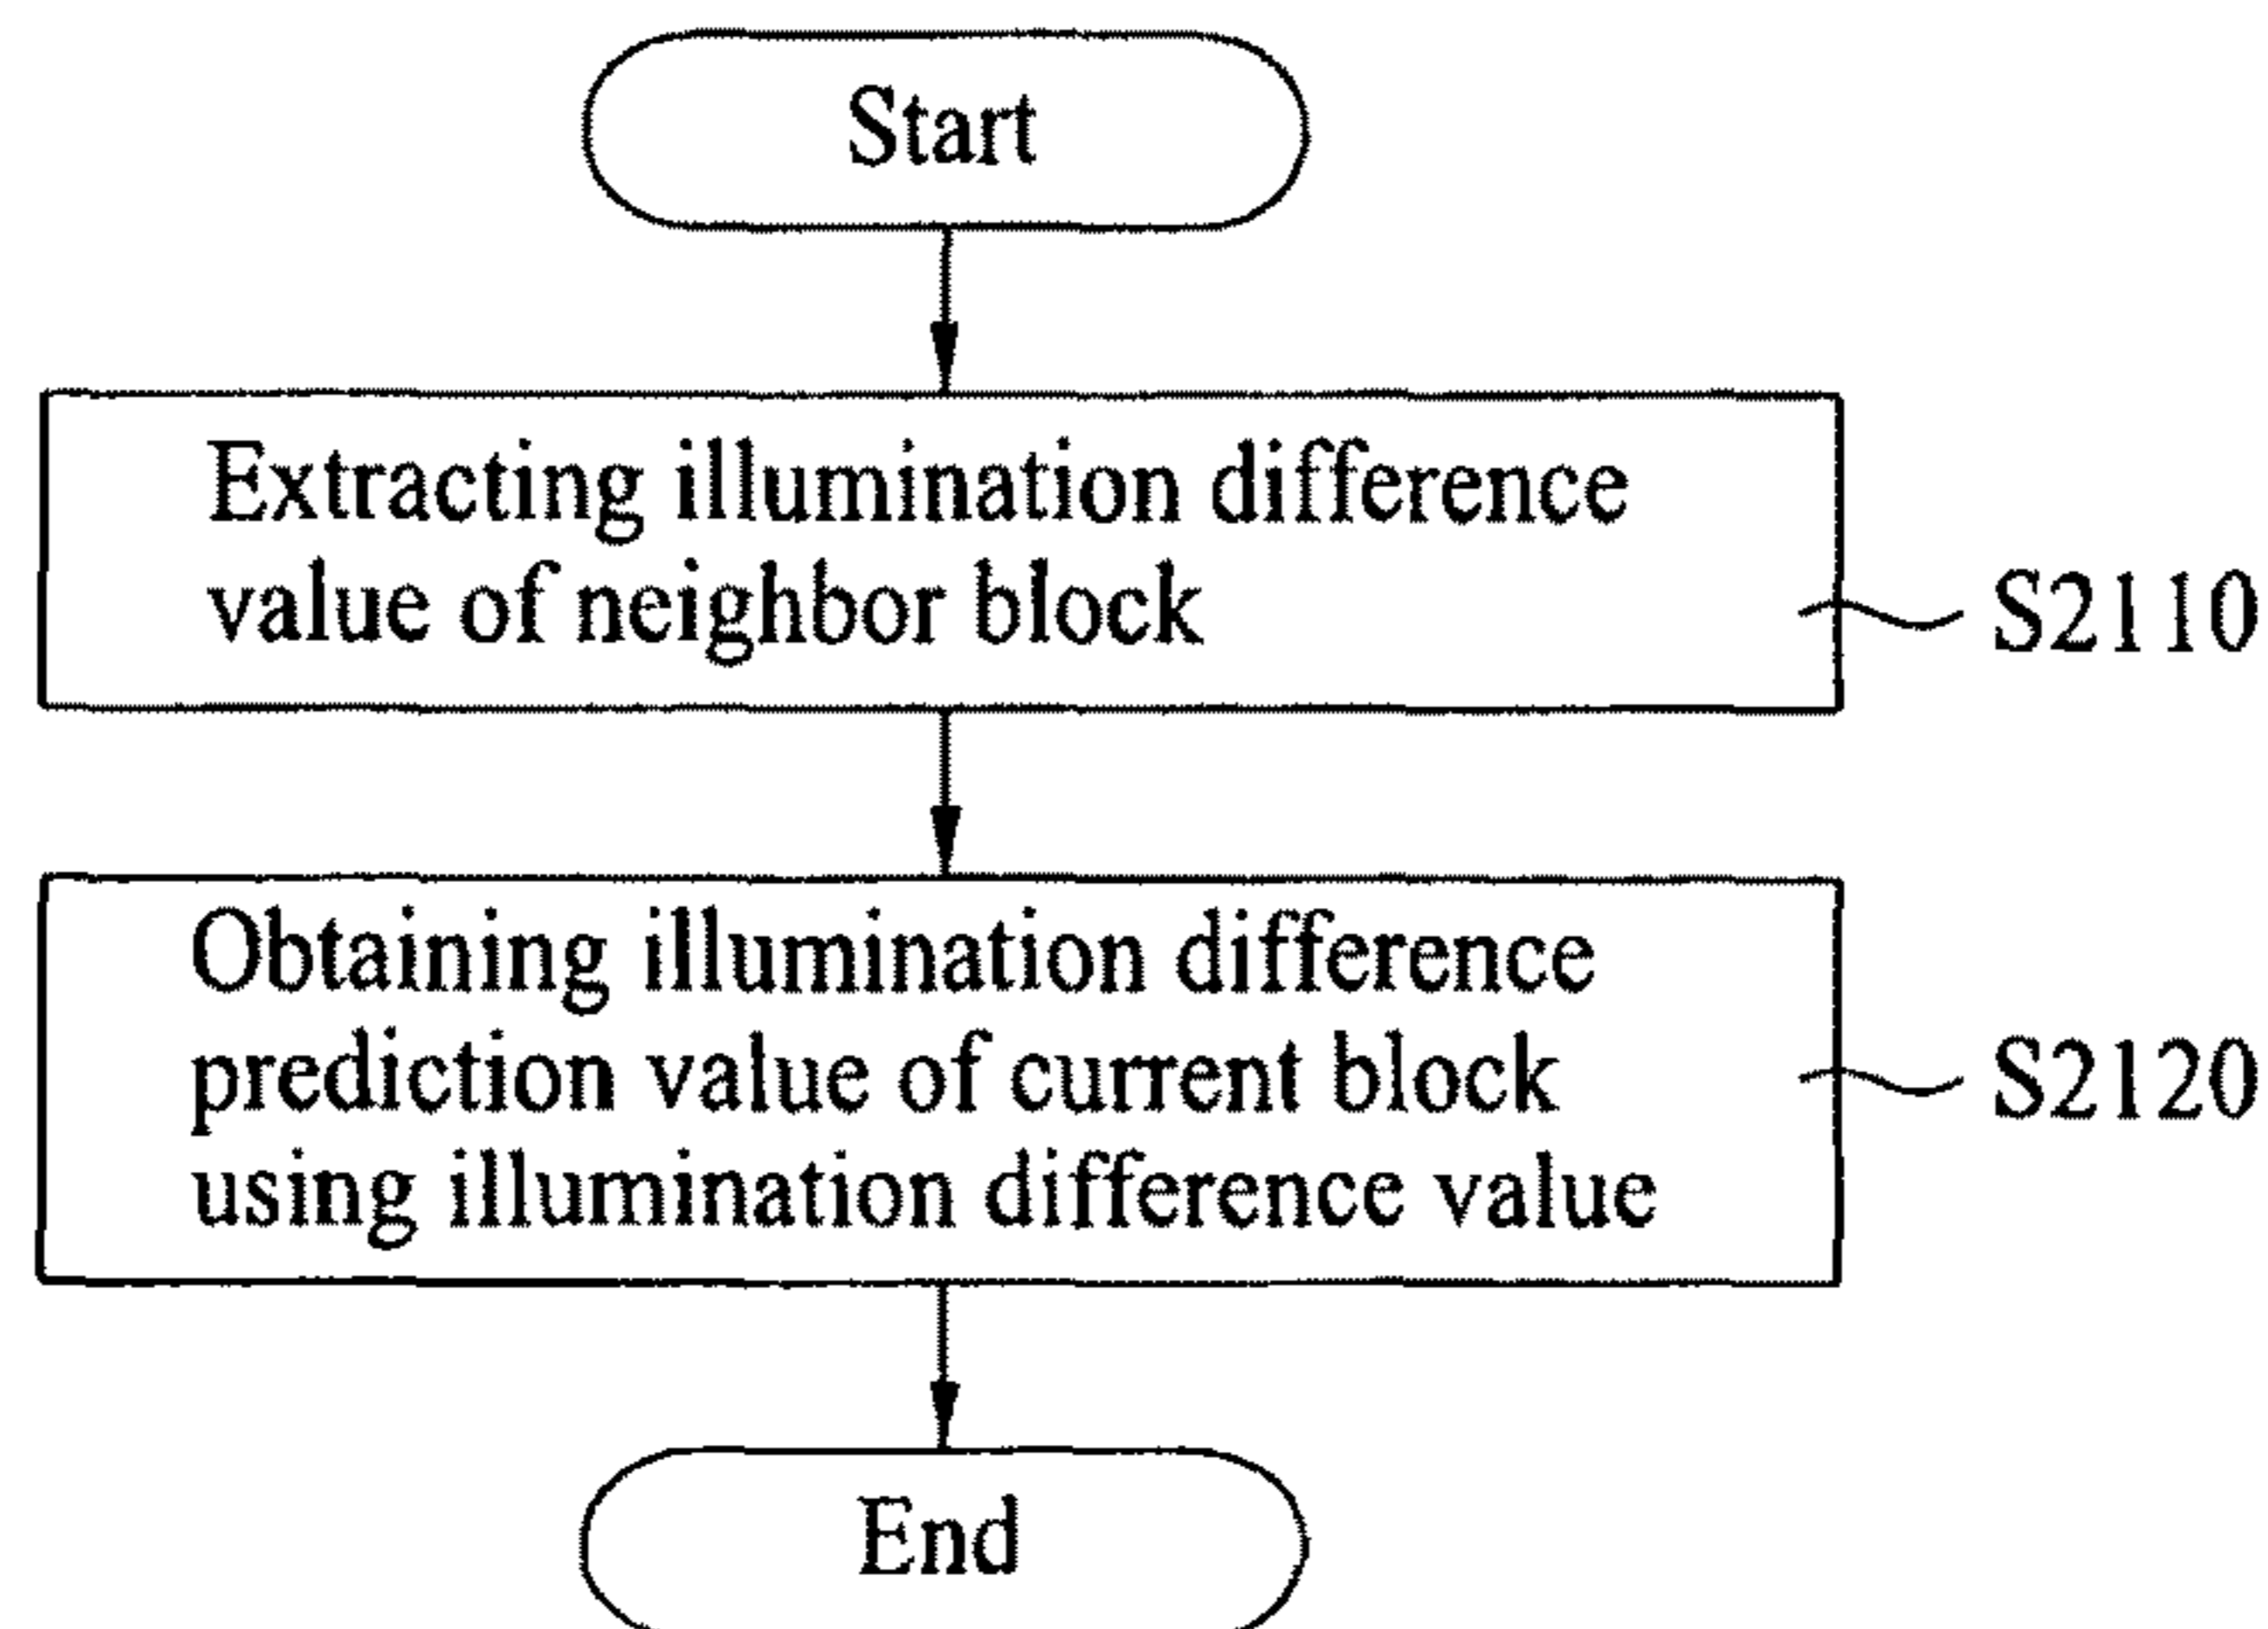 Start
Extracting illumination difference
value of neighbor block
S2110
Obtaining illumination difference
prediction value of current block
using illumination difference value
S2120
End